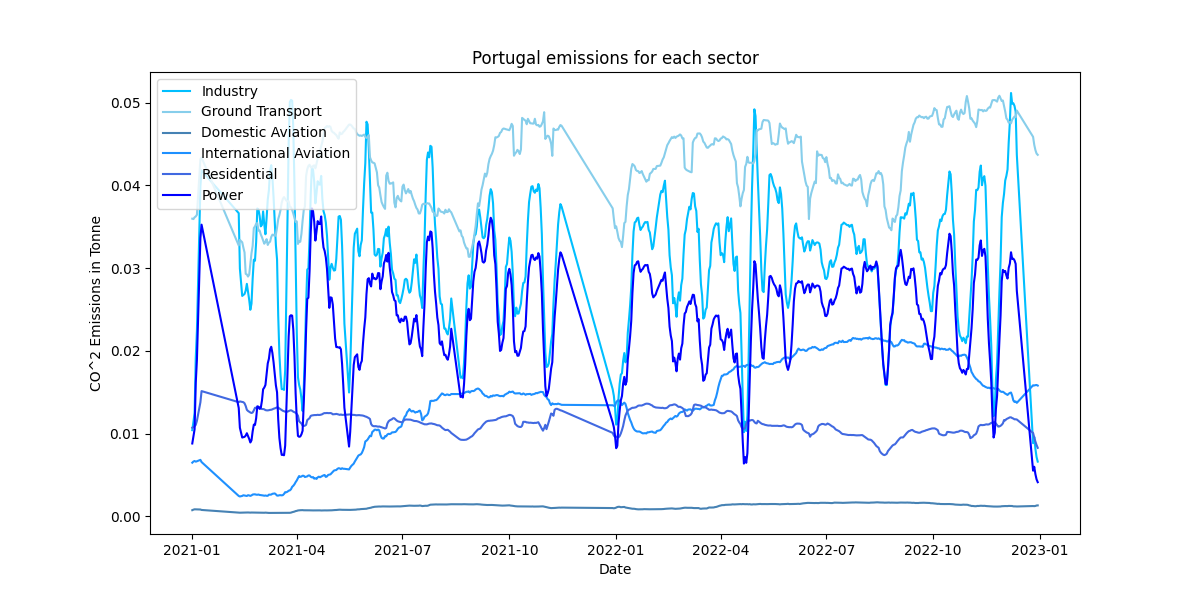 Portugal emissions for each sector
CO^2 Emissions in Tonne
0.05
0.04
0.03
0.02
0.01
0.00
Industry
Ground Transport
Domestic Aviation
International Aviation
Residential
Power
2021-01 2021-04 2021-07 2021-10 2022-01 2022-04 2022-07 2022-10 2023-01
Date